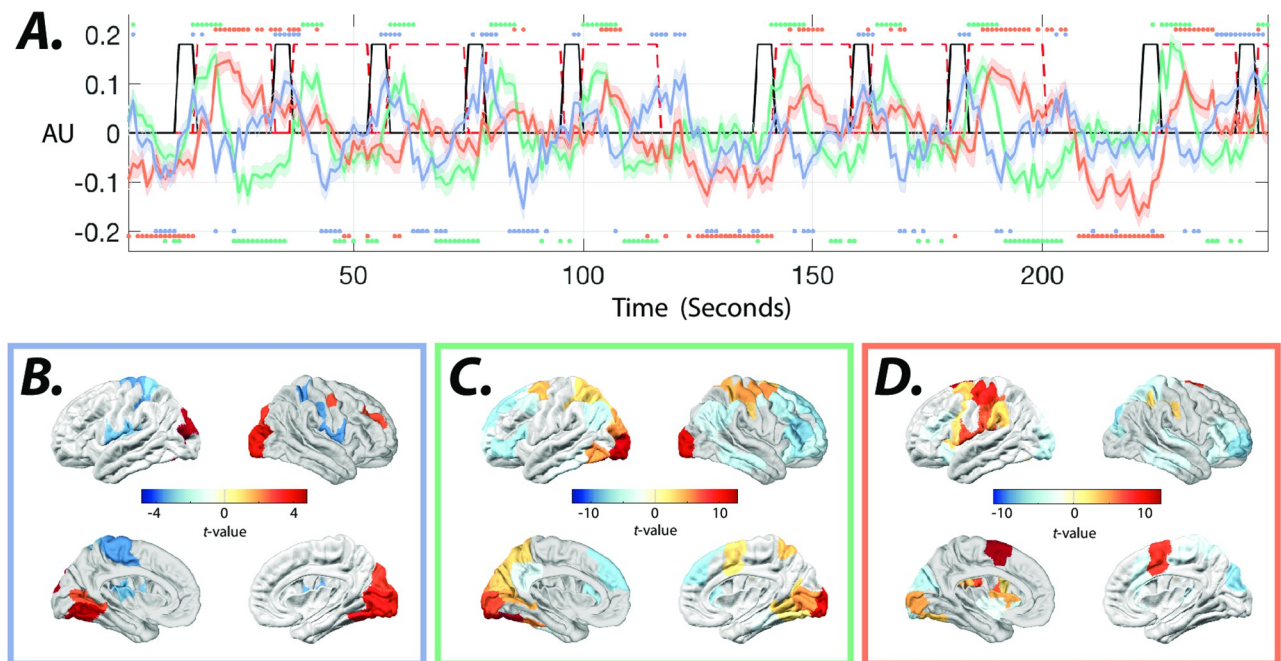 A.
0.2
0.1
AU
0
-0.1
-0.2
50 100 150 200
Time (Seconds)
B. C. D.
-4 0 4
t-value
-10 0 10
t-value
-10 0 10
t-value